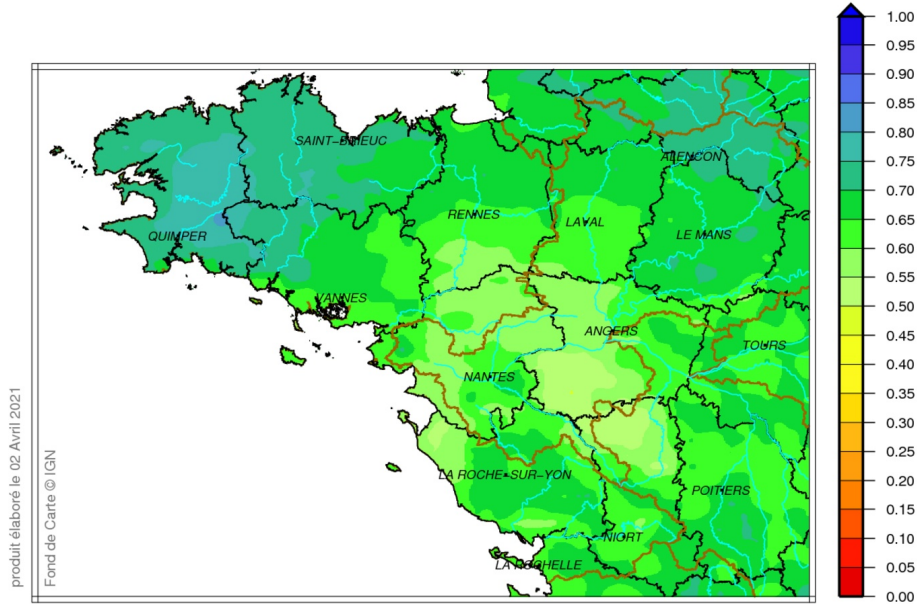 SAINT-BRIEUC
ALENCON
RENNES
LAVAL
QUIMPER
LE MANS
VANNES
ANGERS
TOURS
NANTES
LA ROCHE-SUR-YON
POITIERS
NIORT
LA ROCHELLE
produit élaboré le 02 Avril 2021
Fond de Carte © IGN
1.00
0.95
0.90
0.85
0.80
0.75
0.70
0.65
0.60
0.55
0.50
0.45
0.40
0.35
0.30
0.25
0.20
0.15
0.10
0.05
0.00